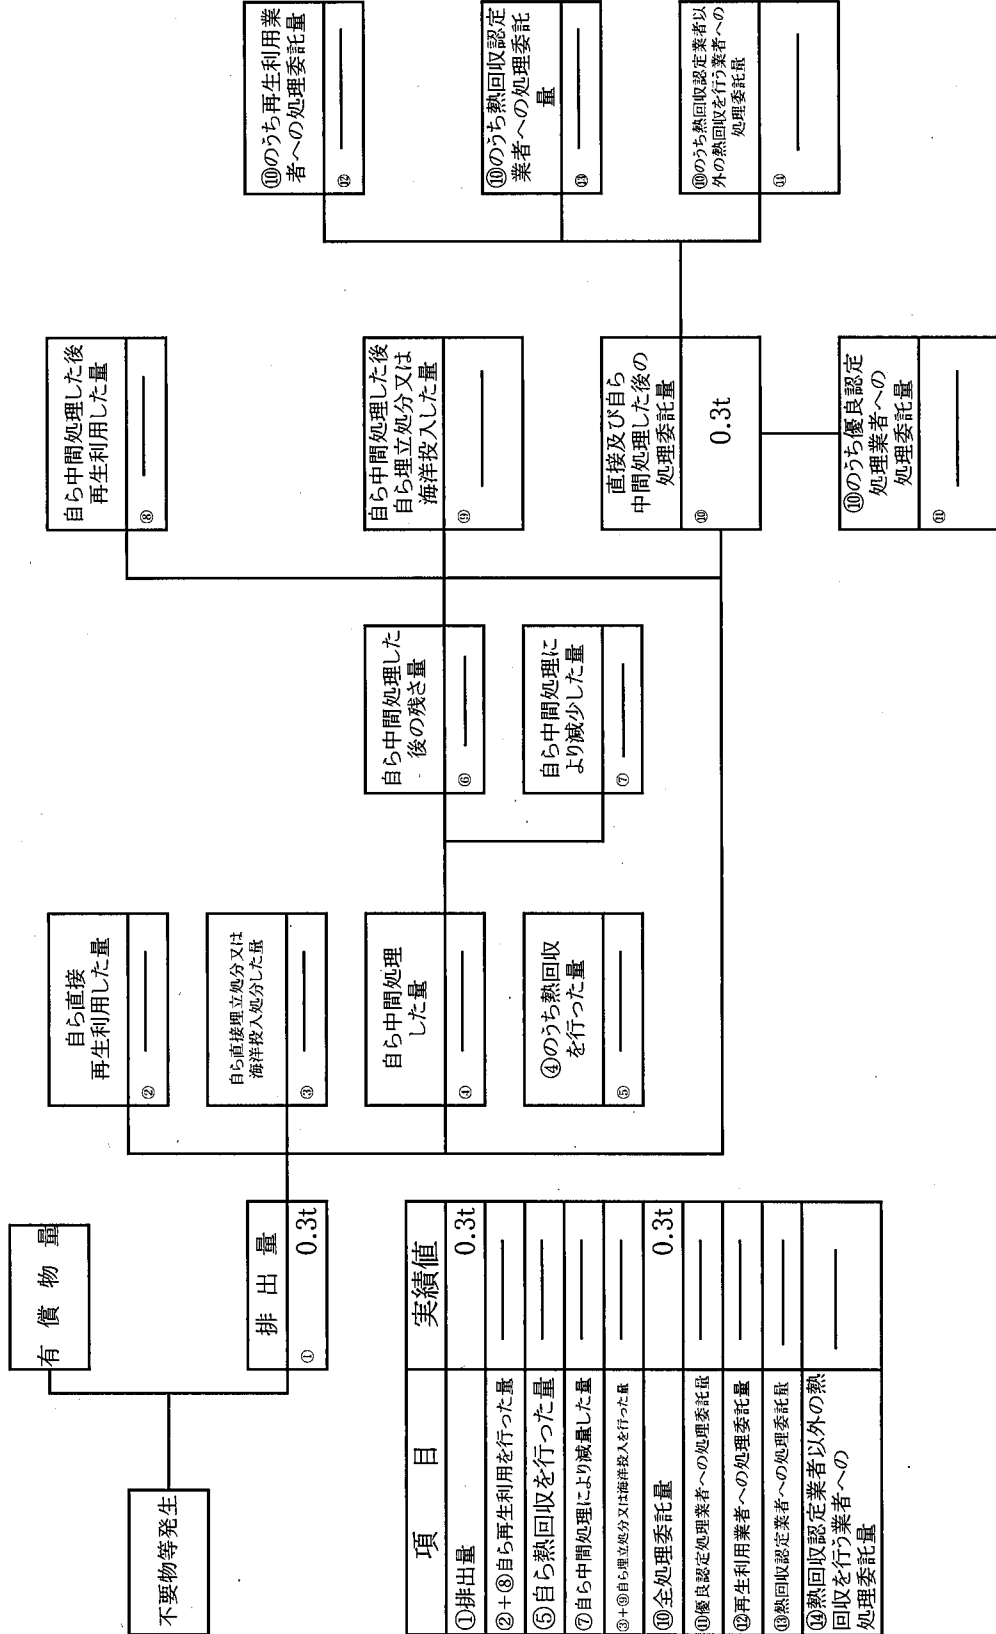 不要物等発生
有償物量
排出量
① 0.3t
自ら直接
再生利用した量
② ―
自ら直接埋立処分又は
海洋投入処分した量
③ ―
自ら中間処理
した量
④ ―
④のうち熱回収
を行った量
⑤ ―
自ら中間処理した
後の残さ量
⑥ ―
自ら中間処理に
より減少した量
⑦ ―
自ら中間処理した後
再生利用した量
⑧ ―
自ら中間処理した後
自ら埋立処分又は
海洋投入した量
⑨ ―
直接及び自ら
中間処理した後の
処理委託量
⑩ 0.3t
⑩のうち優良認定
処理業者への
処理委託量
⑪ ―
⑩のうち再生利用業
者への処理委託量
⑫ ―
⑩のうち熱回収認定
業者への処理委託
量
⑬ ―
⑩のうち熱回収認定業者以
外の熱回収を行う業者への
処理委託量
⑭ ―
項目 実績値
①排出量 0.3t
②+⑧自ら再生利用を行った量 ―
⑤自ら熱回収を行った量 ―
⑦自ら中間処理により減量した量 ―
③+⑨自ら埋立処分又は海洋投入を行った量 ―
⑩全処理委託量 0.3t
⑪優良認定処理業者への処理委託量 ―
⑫再生利用業者への処理委託量 ―
⑬熱回収認定業者への処理委託量 ―
⑭熱回収認定業者以外の熱
回収を行う業者への
処理委託量 ―